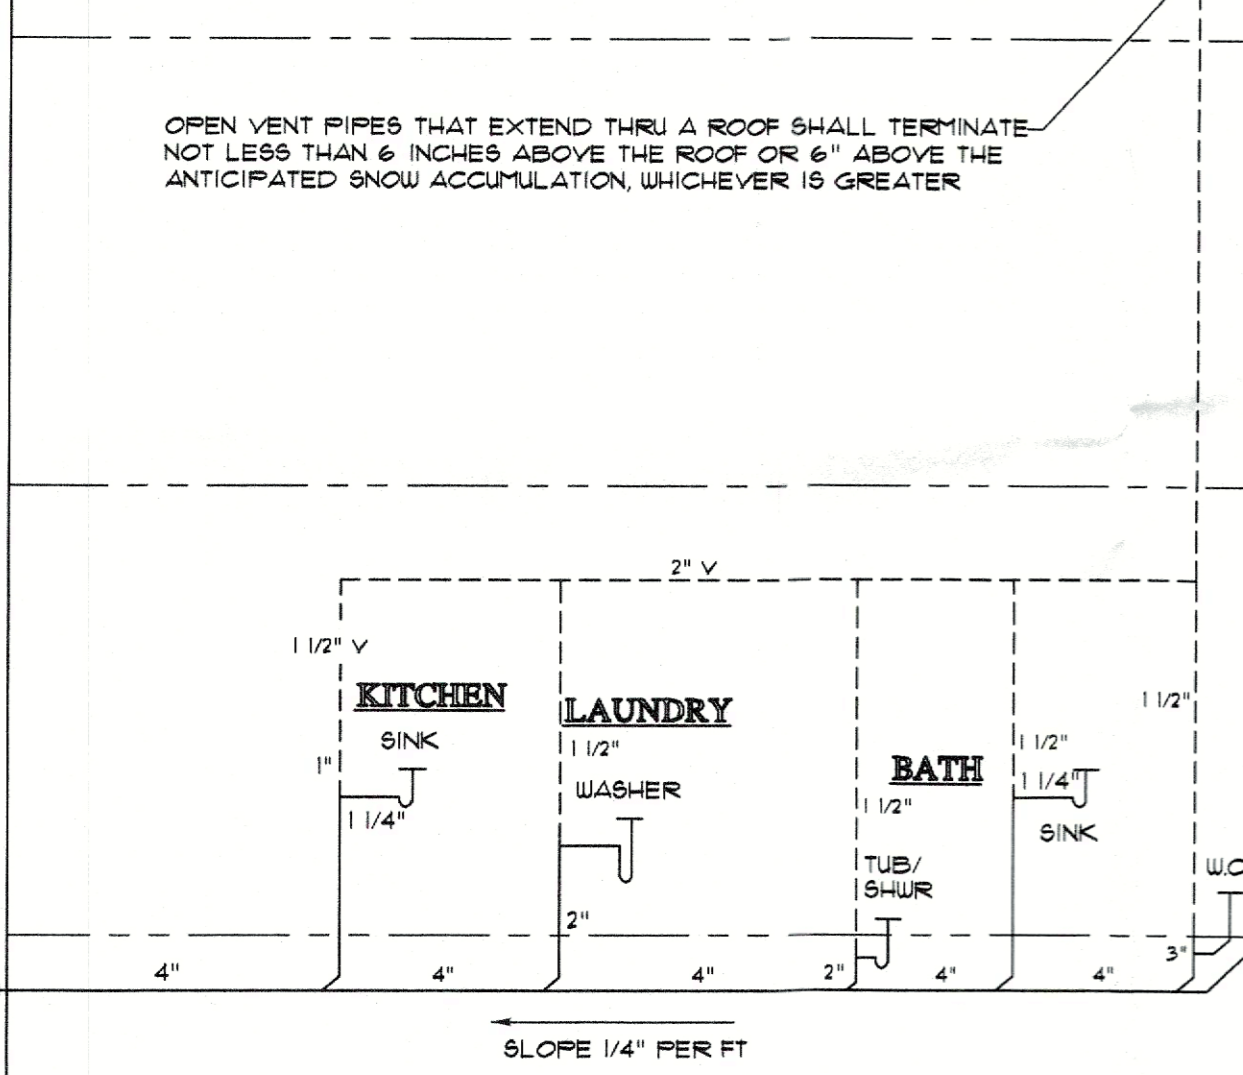 OPEN VENT PIPES THAT EXTEND THRU A ROOF SHALL TERMINATE
NOT LESS THAN 6 INCHES ABOVE THE ROOF OR 6" ABOVE THE
ANTICIPATED SNOW ACCUMULATION, WHICHEVER IS GREATER
2" V
1 1/2" V
KITCHEN
SINK
1"
1 1/4"
LAUNDRY
1 1/2"
WASHER
2"
BATH
1 1/2"
TUB/
SHWR
2"
1 1/2"
1 1/4"
SINK
1 1/2"
W.C
3"
4"
4"
4"
4"
4"
SLOPE 1/4" PER FT